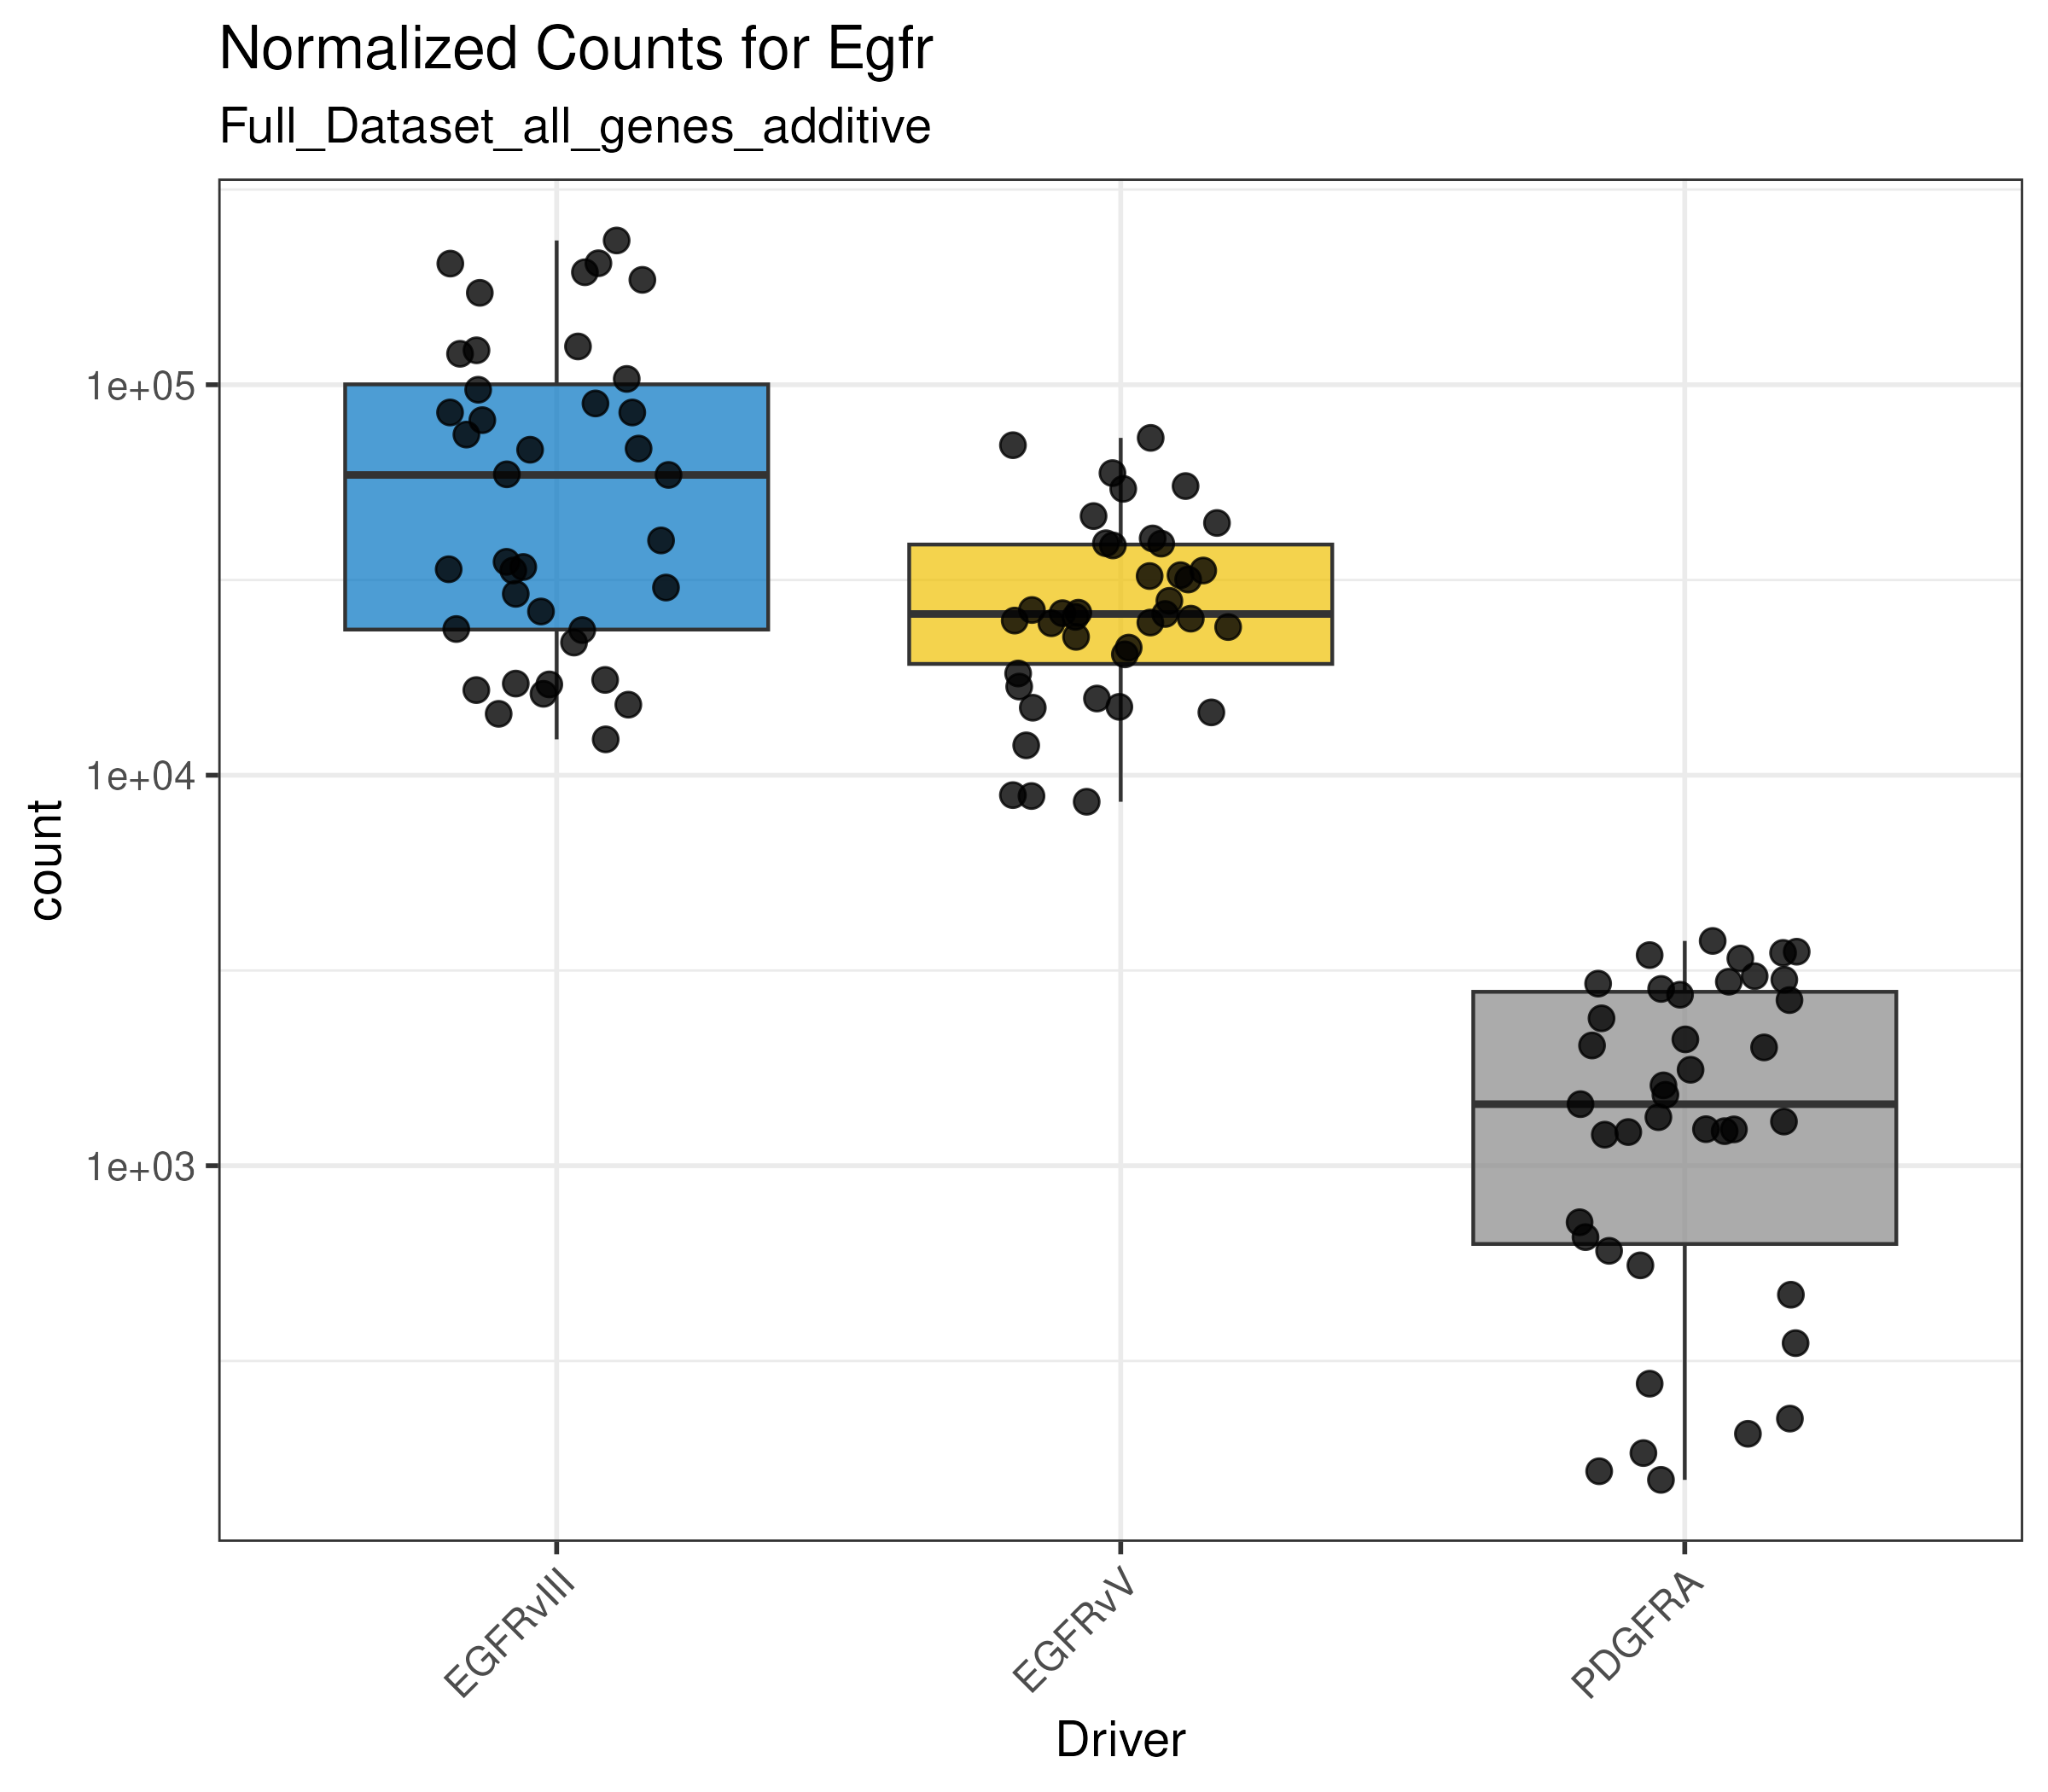 Normalized Counts for Egfr
Full_Dataset_all_genes_additive
1e+05
1e+04
1e+03
count
EGFRvIII
EGFRvV
PDGFRA
Driver